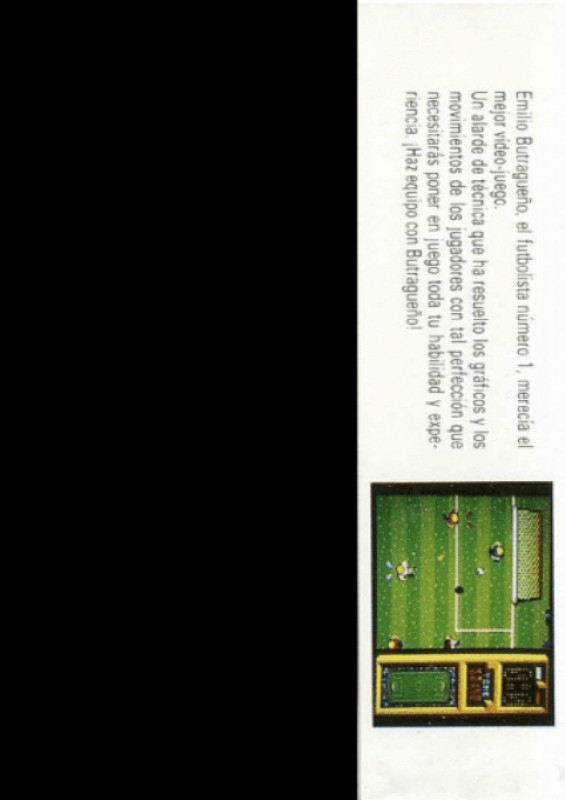 Emilio Butragueño, el futbolista número 1, merecía el
mejor vídeo-juego.
Un alarde de técnica que ha resuelto los gráficos y los
movimientos de los jugadores con tal perfección que
necesitarás poner en juego toda tu habilidad y expe-
riencia. ¡Haz equipo con Butragueño!